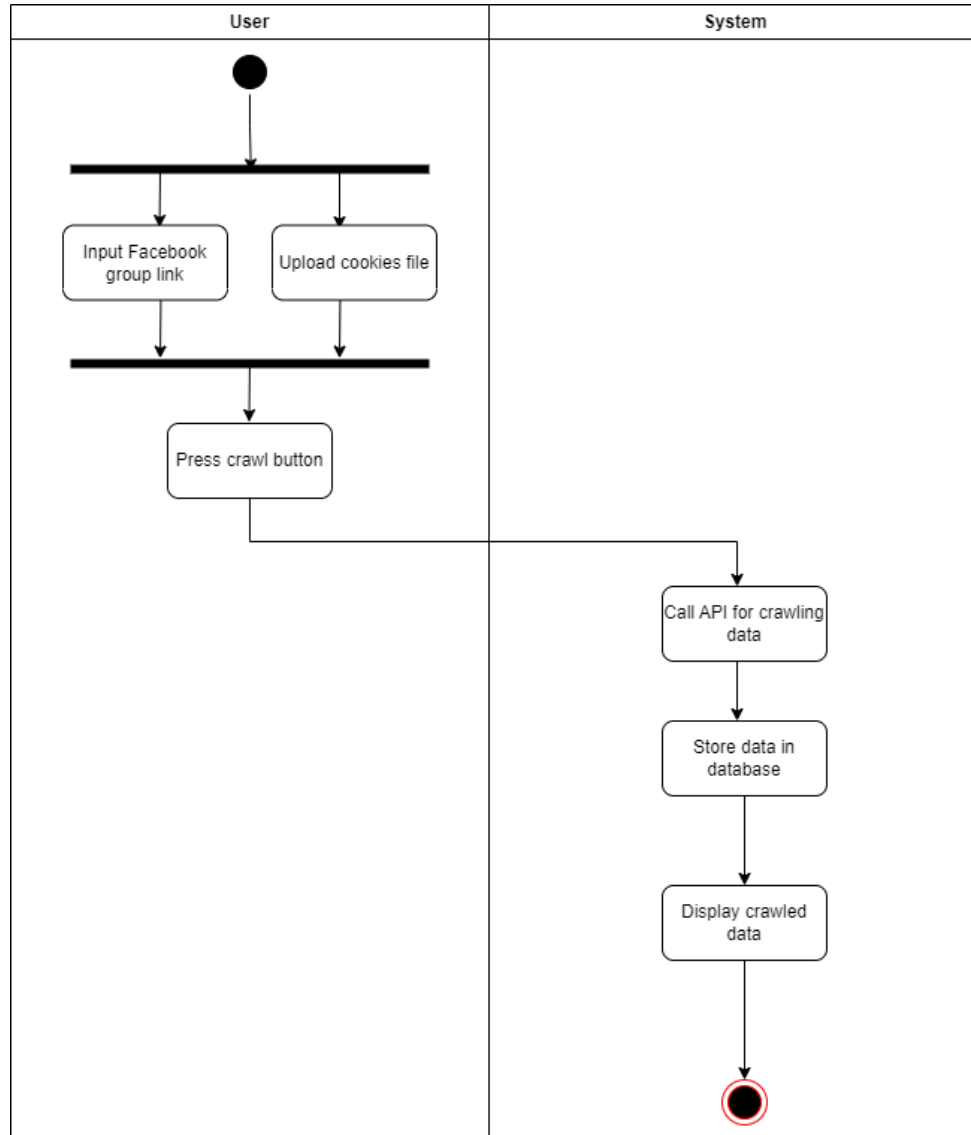 User
System
Input Facebook
group link
Upload cookies file
Press crawl button
Call API for crawling
data
Store data in
database
Display crawled
data